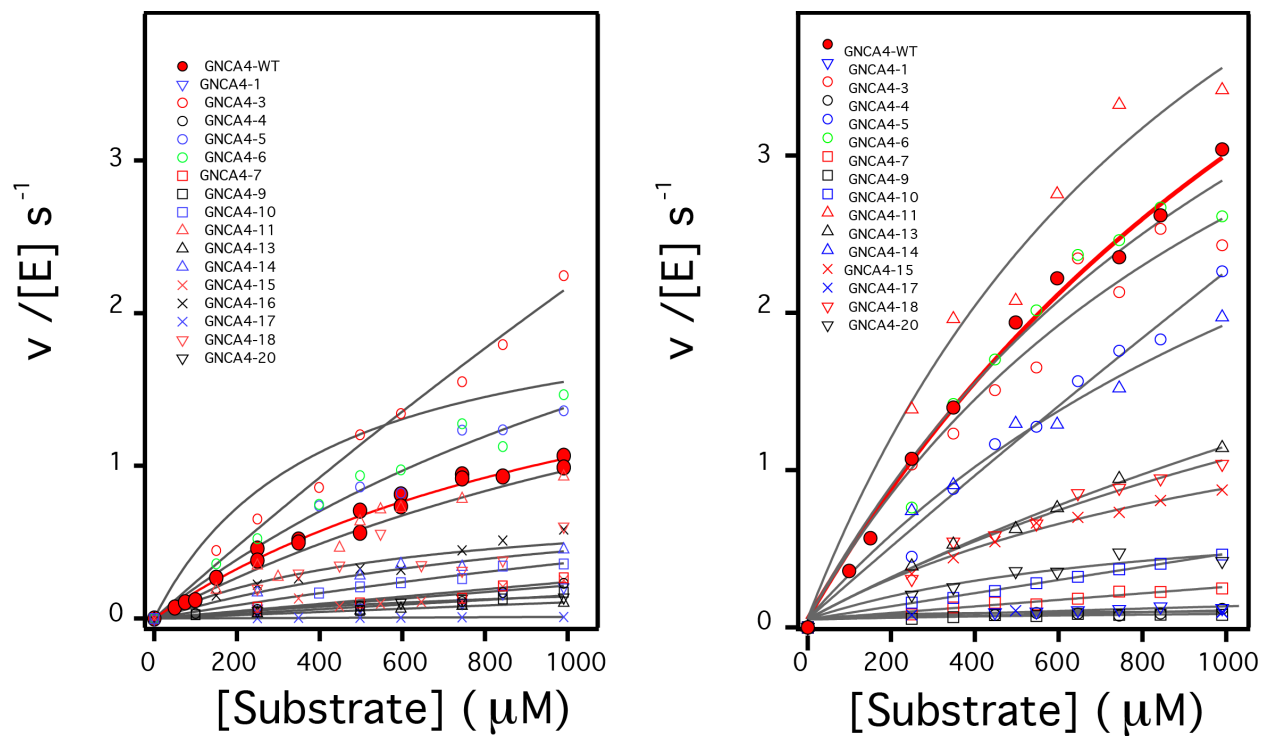 v /[E] s⁻¹
3
2
1
0
GNCA4-WT
GNCA4-1
GNCA4-3
GNCA4-4
GNCA4-5
GNCA4-6
GNCA4-7
GNCA4-9
GNCA4-10
GNCA4-11
GNCA4-13
GNCA4-14
GNCA4-15
GNCA4-16
GNCA4-17
GNCA4-18
GNCA4-20
0 200 400 600 800 1000
[Substrate] ( μM)
v /[E] s⁻¹
3
2
1
0
GNCA4-WT
GNCA4-1
GNCA4-3
GNCA4-4
GNCA4-5
GNCA4-6
GNCA4-7
GNCA4-9
GNCA4-10
GNCA4-11
GNCA4-13
GNCA4-14
GNCA4-15
GNCA4-17
GNCA4-18
GNCA4-20
0 200 400 600 800 1000
[Substrate] ( μM)